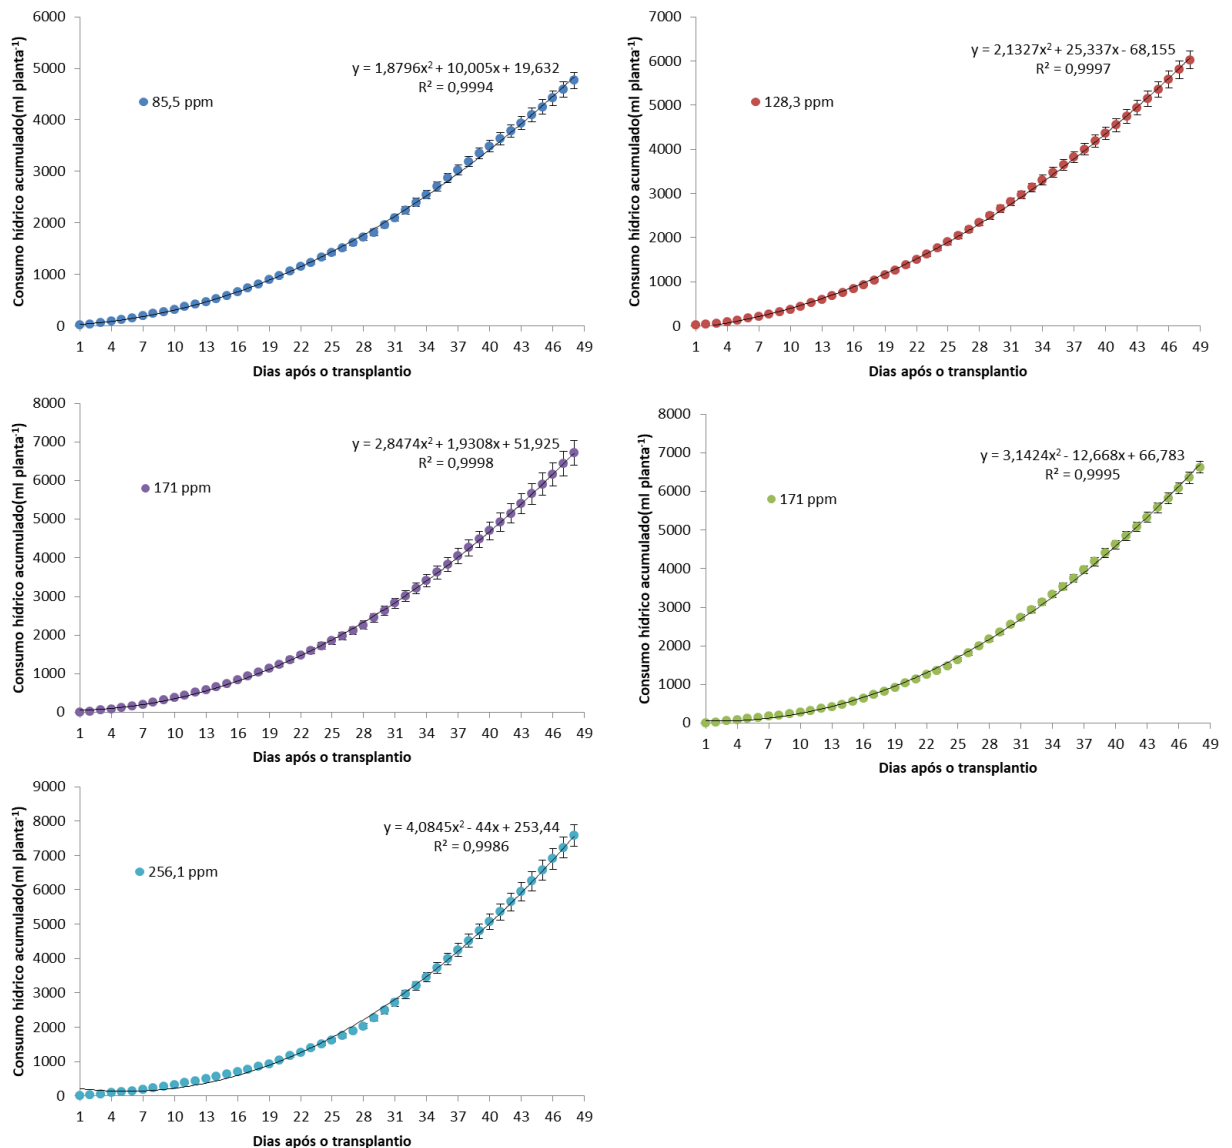 Consumo hídrico acumulado(ml planta⁻¹)
6000
5000
4000
3000
2000
1000
0
y = 1,8796x² + 10,005x + 19,632
R² = 0,9994
85,5 ppm
1 4 7 10 13 16 19 22 25 28 31 34 37 40 43 46 49
Dias após o transplantio
Consumo hídrico acumulado(ml planta⁻¹)
7000
6000
5000
4000
3000
2000
1000
0
y = 2,1327x² + 25,337x - 68,155
R² = 0,9997
128,3 ppm
1 4 7 10 13 16 19 22 25 28 31 34 37 40 43 46 49
Dias após o transplantio
Consumo hídrico acumulado(ml planta⁻¹)
8000
7000
6000
5000
4000
3000
2000
1000
0
y = 2,8474x² + 1,9308x + 51,925
R² = 0,9998
171 ppm
1 4 7 10 13 16 19 22 25 28 31 34 37 40 43 46 49
Dias após o transplantio
Consumo hídrico acumulado(ml planta⁻¹)
8000
7000
6000
5000
4000
3000
2000
1000
0
y = 3,1424x² - 12,668x + 66,783
R² = 0,9995
171 ppm
1 4 7 10 13 16 19 22 25 28 31 34 37 40 43 46 49
Dias após o transplantio
Consumo hídrico acumulado(ml planta⁻¹)
9000
8000
7000
6000
5000
4000
3000
2000
1000
0
y = 4,0845x² - 44x + 253,44
R² = 0,9986
256,1 ppm
1 4 7 10 13 16 19 22 25 28 31 34 37 40 43 46 49
Dias após o transplantio